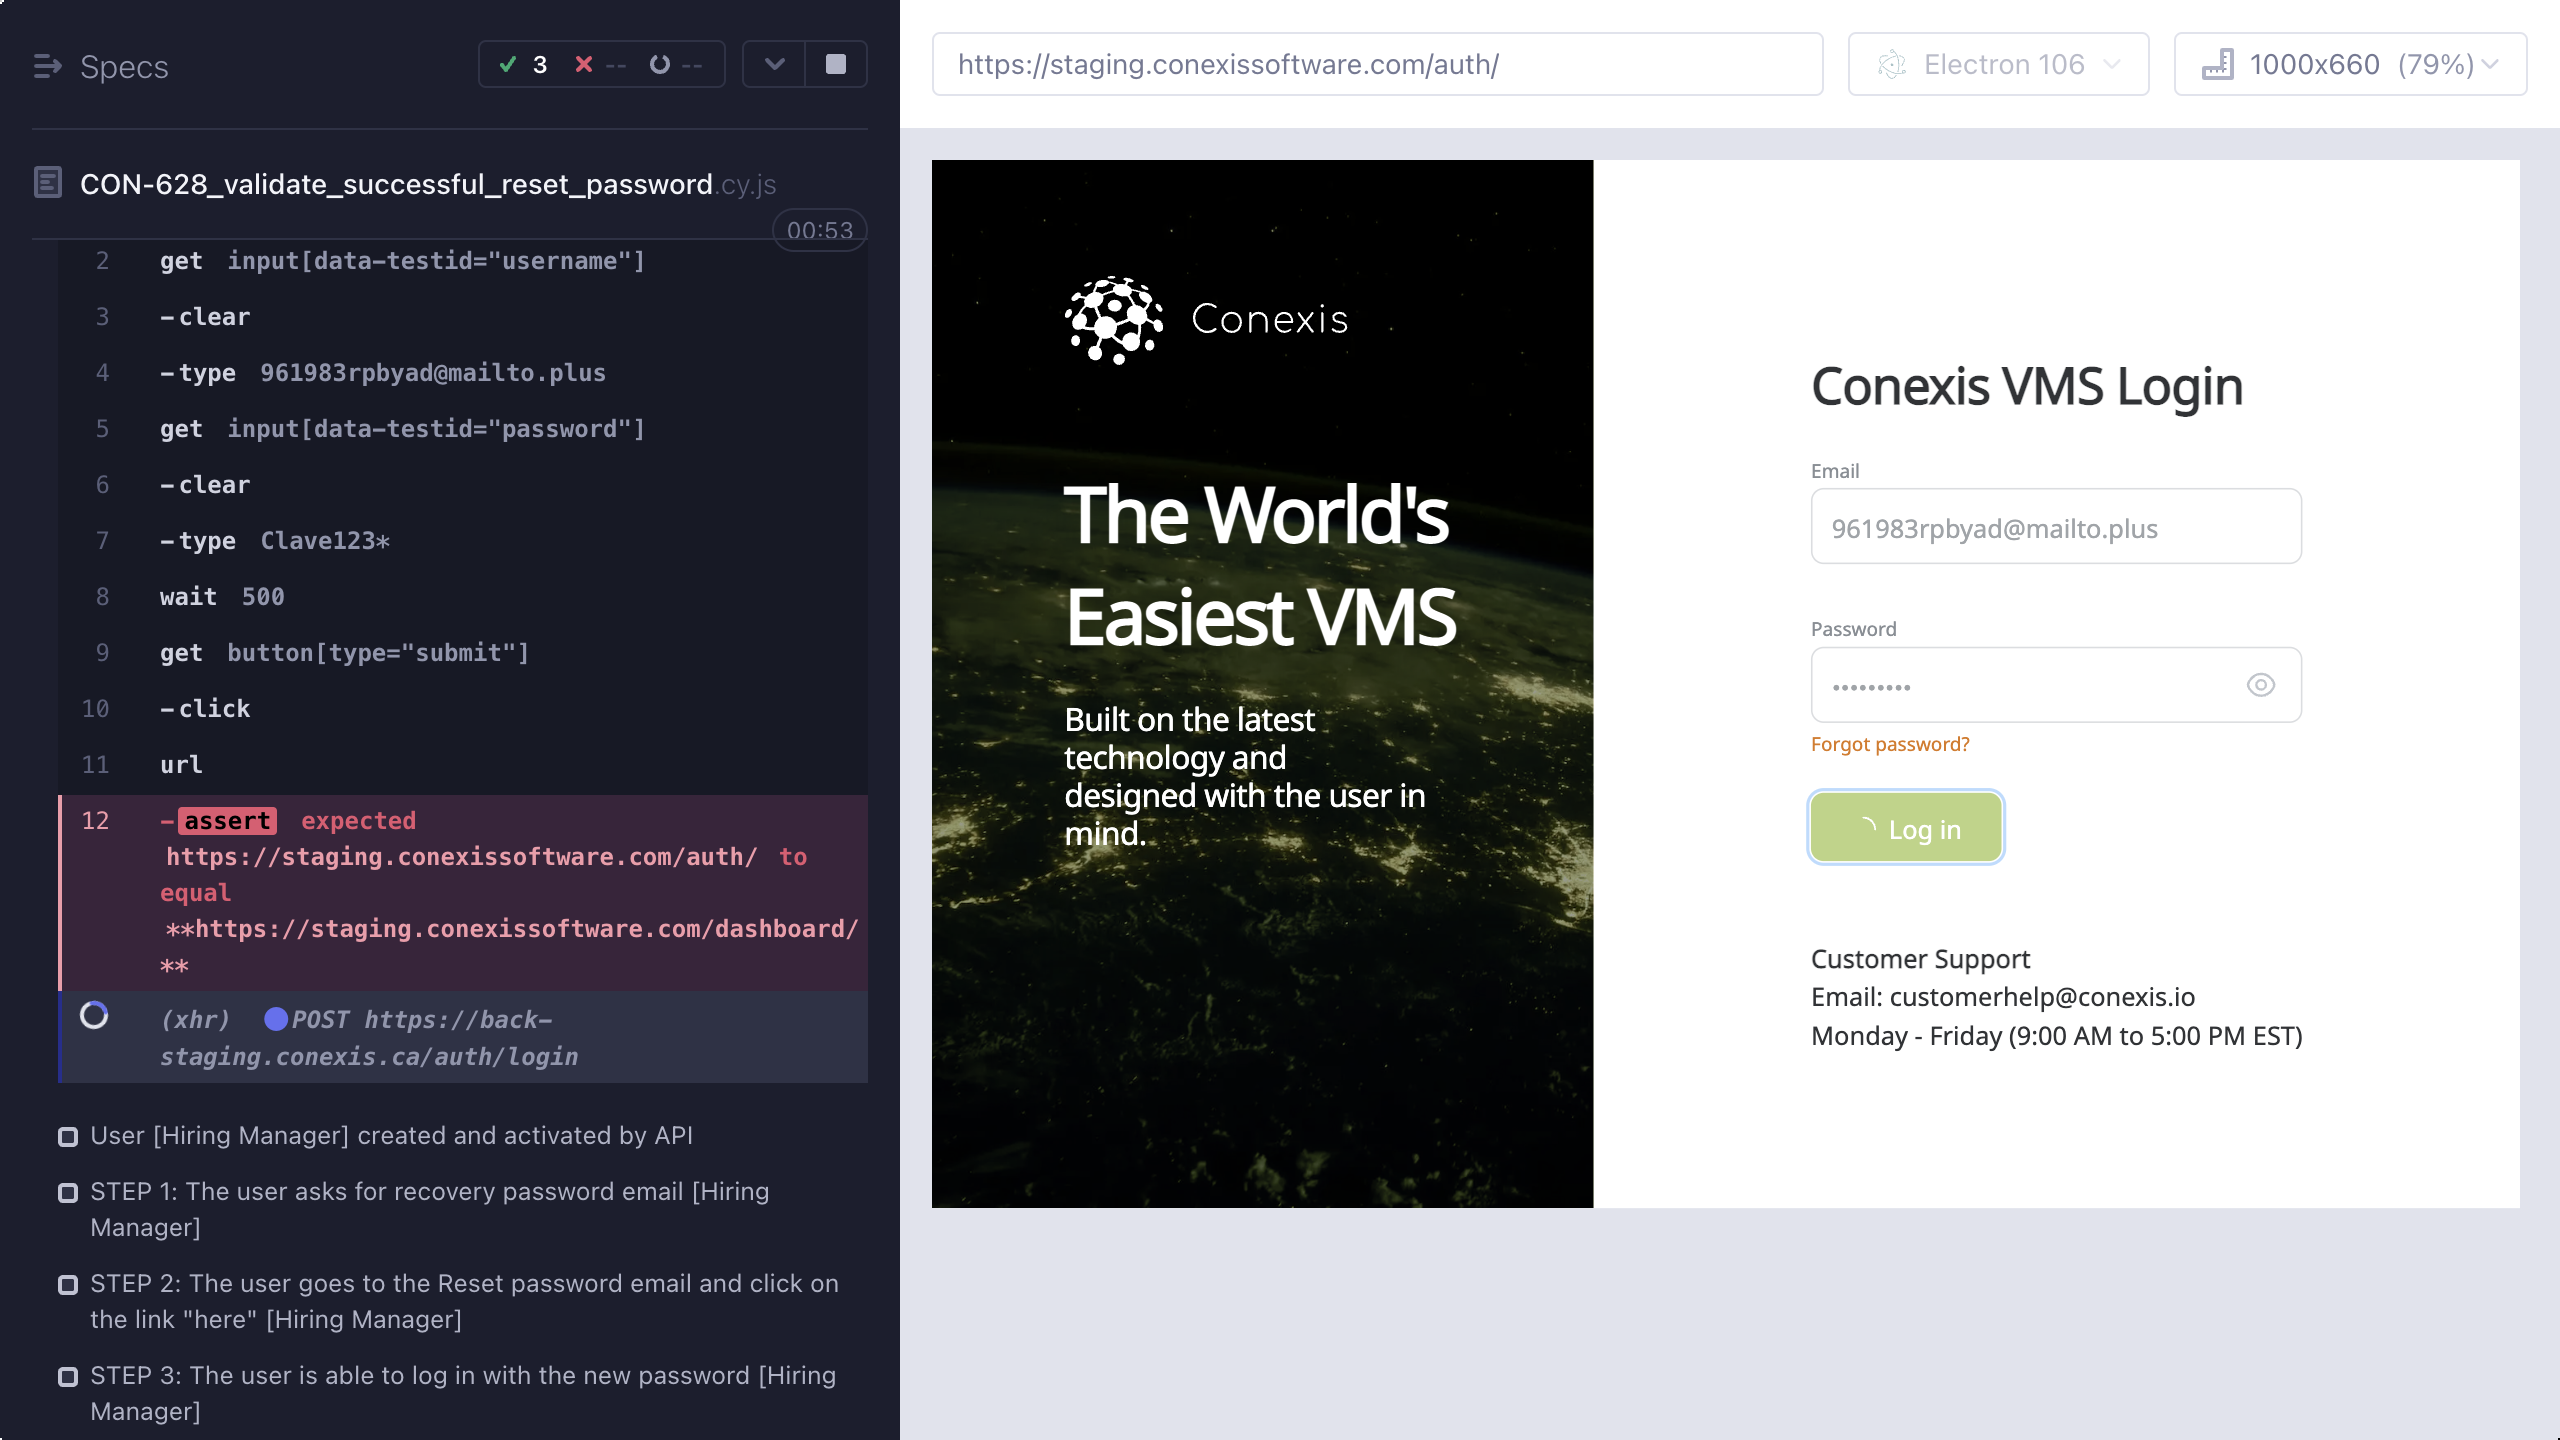 Specs
3 -- --
CON-628_validate_successful_reset_password.cy.js
00:53
2 get input[data-testid="username"]
3 -clear
4 -type 961983rpbyad@mailto.plus
5 get input[data-testid="password"]
6 -clear
7 -type Clave123*
8 wait 500
9 get button[type="submit"]
10 -click
11 url
12 -assert expected
https://staging.conexissoftware.com/auth/ to
equal
**https://staging.conexissoftware.com/dashboard/
**
(xhr) POST https://back-
staging.conexis.ca/auth/login
User [Hiring Manager] created and activated by API
STEP 1: The user asks for recovery password email [Hiring
Manager]
STEP 2: The user goes to the Reset password email and click on
the link "here" [Hiring Manager]
STEP 3: The user is able to log in with the new password [Hiring
Manager]
https://staging.conexissoftware.com/auth/
Electron 106
1000x660 (79%)
Conexis
The World's
Easiest VMS
Built on the latest
technology and
designed with the user in
mind.
Conexis VMS Login
Email
961983rpbyad@mailto.plus
Password
•••••••••
Forgot password?
Log in
Customer Support
Email: customerhelp@conexis.io
Monday - Friday (9:00 AM to 5:00 PM EST)